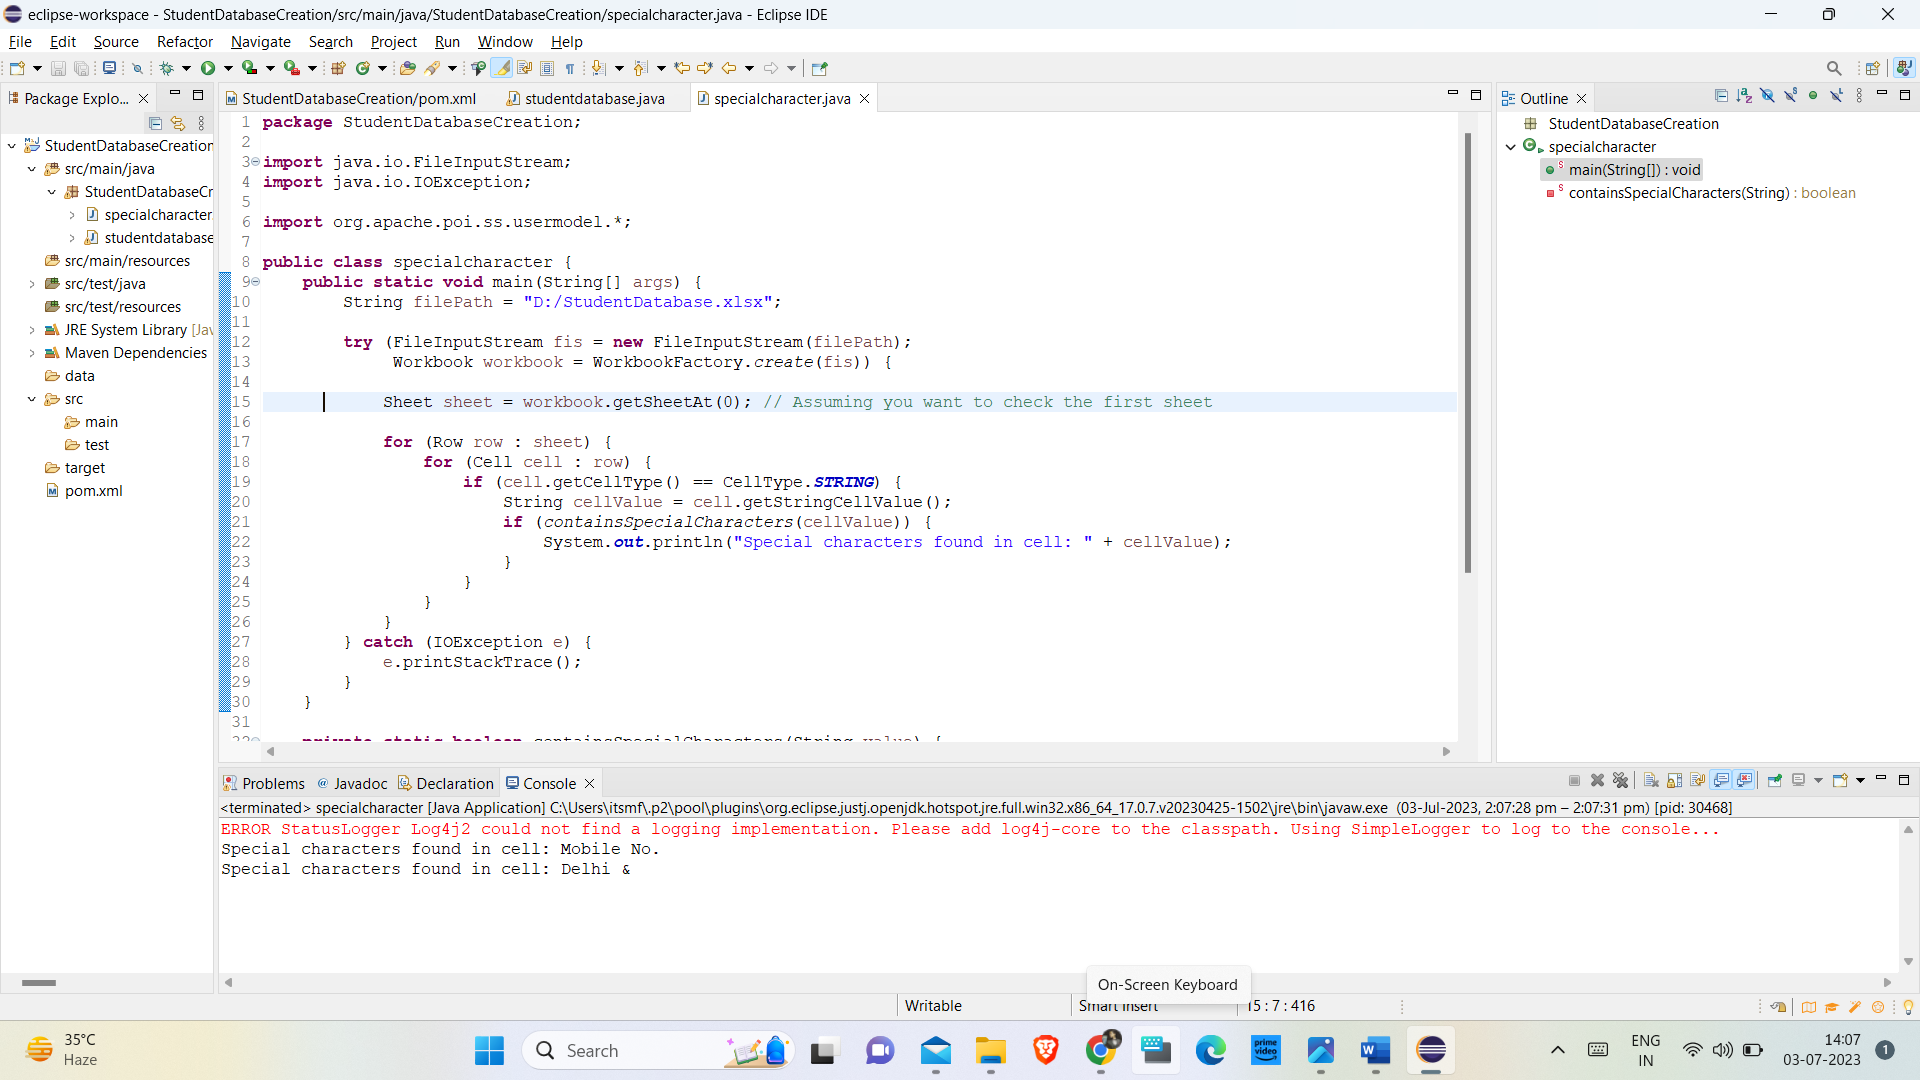 eclipse-workspace - StudentDatabaseCreation/src/main/java/StudentDatabaseCreation/specialcharacter.java - Eclipse IDE
File Edit Source Refactor Navigate Search Project Run Window Help
Package Explo...
StudentDatabaseCreation
src/main/java
StudentDatabaseCr
specialcharacter
studentdatabase
src/main/resources
src/test/java
src/test/resources
JRE System Library [Jav
Maven Dependencies
data
src
main
test
target
pom.xml
StudentDatabaseCreation/pom.xml studentdatabase.java specialcharacter.java
1 package StudentDatabaseCreation;
2
3 import java.io.FileInputStream;
4 import java.io.IOException;
5
6 import org.apache.poi.ss.usermodel.*;
7
8 public class specialcharacter {
9 public static void main(String[] args) {
10 String filePath = "D:/StudentDatabase.xlsx";
11
12 try (FileInputStream fis = new FileInputStream(filePath);
13 Workbook workbook = WorkbookFactory.create(fis)) {
14
15 Sheet sheet = workbook.getSheetAt(0); // Assuming you want to check the first sheet
16
17 for (Row row : sheet) {
18 for (Cell cell : row) {
19 if (cell.getCellType() == CellType.STRING) {
20 String cellValue = cell.getStringCellValue();
21 if (containsSpecialCharacters(cellValue)) {
22 System.out.println("Special characters found in cell: " + cellValue);
23 }
24 }
25 }
26 }
27 } catch (IOException e) {
28 e.printStackTrace();
29 }
30 }
31
32 private static boolean containsSpecialCharacters(String value) {
Outline
StudentDatabaseCreation
specialcharacter
main(String[]) : void
containsSpecialCharacters(String) : boolean
Problems @ Javadoc Declaration Console
<terminated> specialcharacter [Java Application] C:\Users\itsmf\.p2\pool\plugins\org.eclipse.justj.openjdk.hotspot.jre.full.win32.x86_64_17.0.7.v20230425-1502\jre\bin\javaw.exe (03-Jul-2023, 2:07:28 pm – 2:07:31 pm) [pid: 30468]
ERROR StatusLogger Log4j2 could not find a logging implementation. Please add log4j-core to the classpath. Using SimpleLogger to log to the console...
Special characters found in cell: Mobile No.
Special characters found in cell: Delhi &
On-Screen Keyboard
Writable Smart Insert 15 : 7 : 416
35°C
Haze
Search
prime video
ENG
IN
14:07
03-07-2023
1